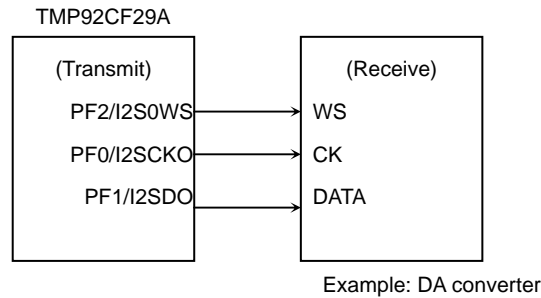 TMP92CF29A
(Transmit) (Receive)
PF2/I2S0WS WS
PF0/I2SCKO CK
PF1/I2SDO DATA
Example: DA converter